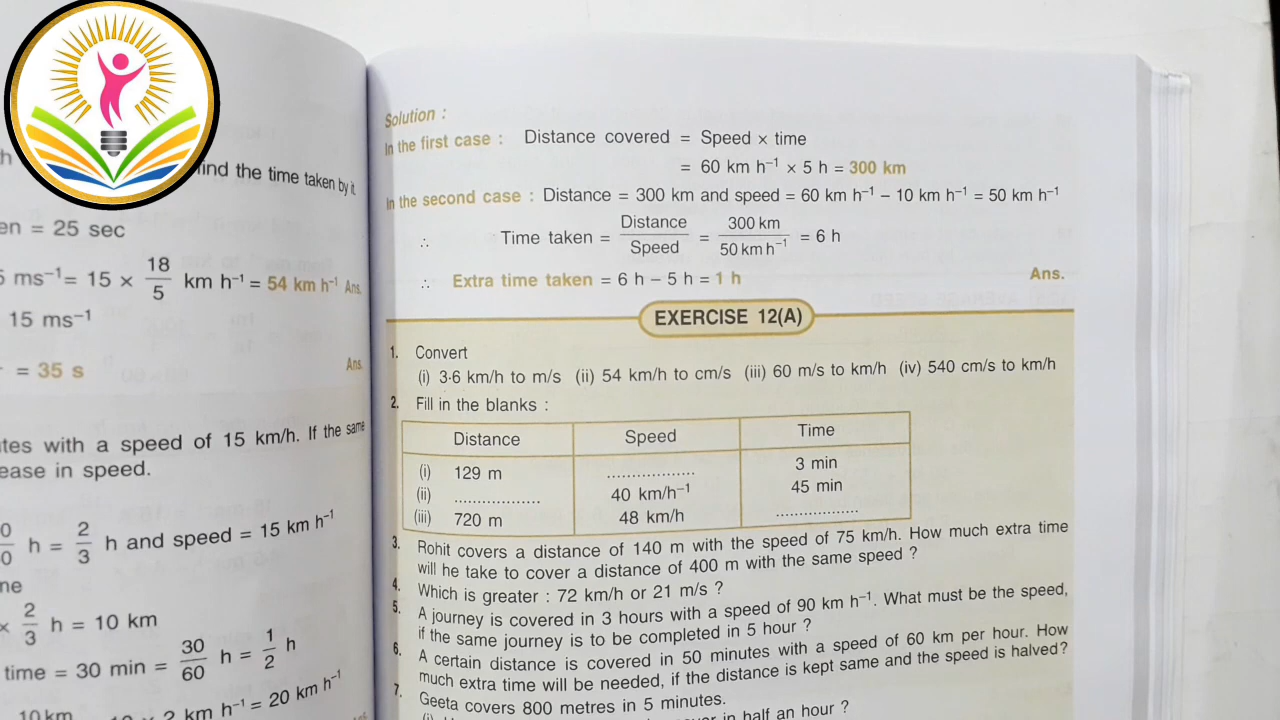 find the time taken by it.
en = 25 sec
5 ms⁻¹ = 15 × 18/5 km h⁻¹ = 54 km h⁻¹ Ans.
15 ms⁻¹
= 35 s Ans.
utes with a speed of 15 km/h. If the same
ease in speed.
h = 2/3 h and speed = 15 km h⁻¹
me
× 2/3 h = 10 km
time = 30 min = 30/60 h = 1/2 h
10 km
2 km h⁻¹ = 20 km h⁻¹
Solution :
In the first case : Distance covered = Speed × time
= 60 km h⁻¹ × 5 h = 300 km
In the second case : Distance = 300 km and speed = 60 km h⁻¹ – 10 km h⁻¹ = 50 km h⁻¹
∴ Time taken = Distance/Speed = 300 km/50 km h⁻¹ = 6 h
∴ Extra time taken = 6 h – 5 h = 1 h Ans.
EXERCISE 12(A)
1. Convert
(i) 3·6 km/h to m/s (ii) 54 km/h to cm/s (iii) 60 m/s to km/h (iv) 540 cm/s to km/h
2. Fill in the blanks :
Distance Speed Time
(i) 129 m .................. 3 min
(ii) ................. 40 km/h⁻¹ 45 min
(iii) 720 m 48 km/h .................
3. Rohit covers a distance of 140 m with the speed of 75 km/h. How much extra time
will he take to cover a distance of 400 m with the same speed ?
4. Which is greater : 72 km/h or 21 m/s ?
5. A journey is covered in 3 hours with a speed of 90 km h⁻¹. What must be the speed,
if the same journey is to be completed in 5 hour ?
6. A certain distance is covered in 50 minutes with a speed of 60 km per hour. How
much extra time will be needed, if the distance is kept same and the speed is halved?
7. Geeta covers 800 metres in 5 minutes.
in half an hour ?